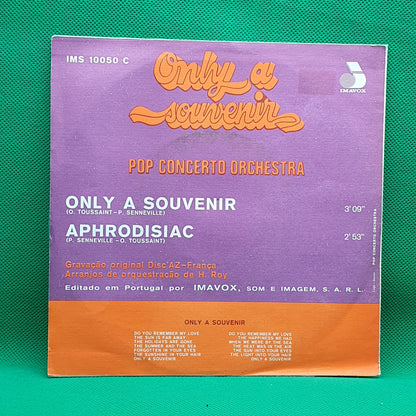 IMS 10050 C
Only a
souvenir
IMAVOX
POP CONCERTO ORCHESTRA
ONLY A SOUVENIR 3'09"
(O. TOUSSAINT - P. SENNEVILLE)
APHRODISIAC 2'53"
(P. SENNEVILLE - O. TOUSSAINT)
Gravação original Disc'AZ-França
Arranjos de orquestração de H. Roy
Editado em Portugal por IMAVOX, SOM E IMAGEM, S. A. R. L.
POP CONCERTO ORCHESTRA
ONLY A SOUVENIR
DO YOU REMEMBER MY LOVE
THE SUN IS FAR AWAY
THE HOLIDAYS ARE GONE
THE SUMMER AND THE SEA
FORGOTTEN IN YOUR EYES
THE SUNSHINE IN YOUR HAIR
ONLY A SOUVENIR
DO YOU REMEMBER MY LOVE
THE HAPPINESS WE HAD
WHEN WE WERE BY THE SEA
THE HEAT WAS IN THE AIR
THE SUN INTO YOUR EYES
THE LIGHT INTO YOUR HAIR
ONLY A SOUVENIR